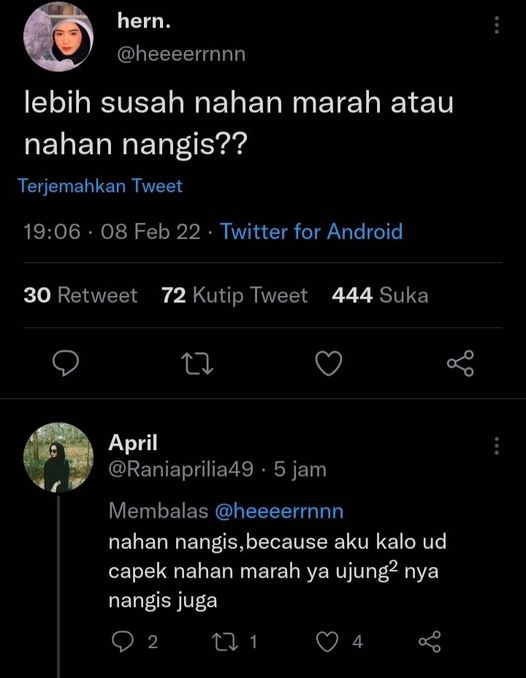 hern.
@heeeerrnnn
lebih susah nahan marah atau
nahan nangis??
Terjemahkan Tweet
19:06 · 08 Feb 22 · Twitter for Android
30 Retweet 72 Kutip Tweet 444 Suka
April
@Raniaprilia49 · 5 jam
Membalas @heeeerrnnn
nahan nangis,because aku kalo ud
capek nahan marah ya ujung² nya
nangis juga
2 1 4